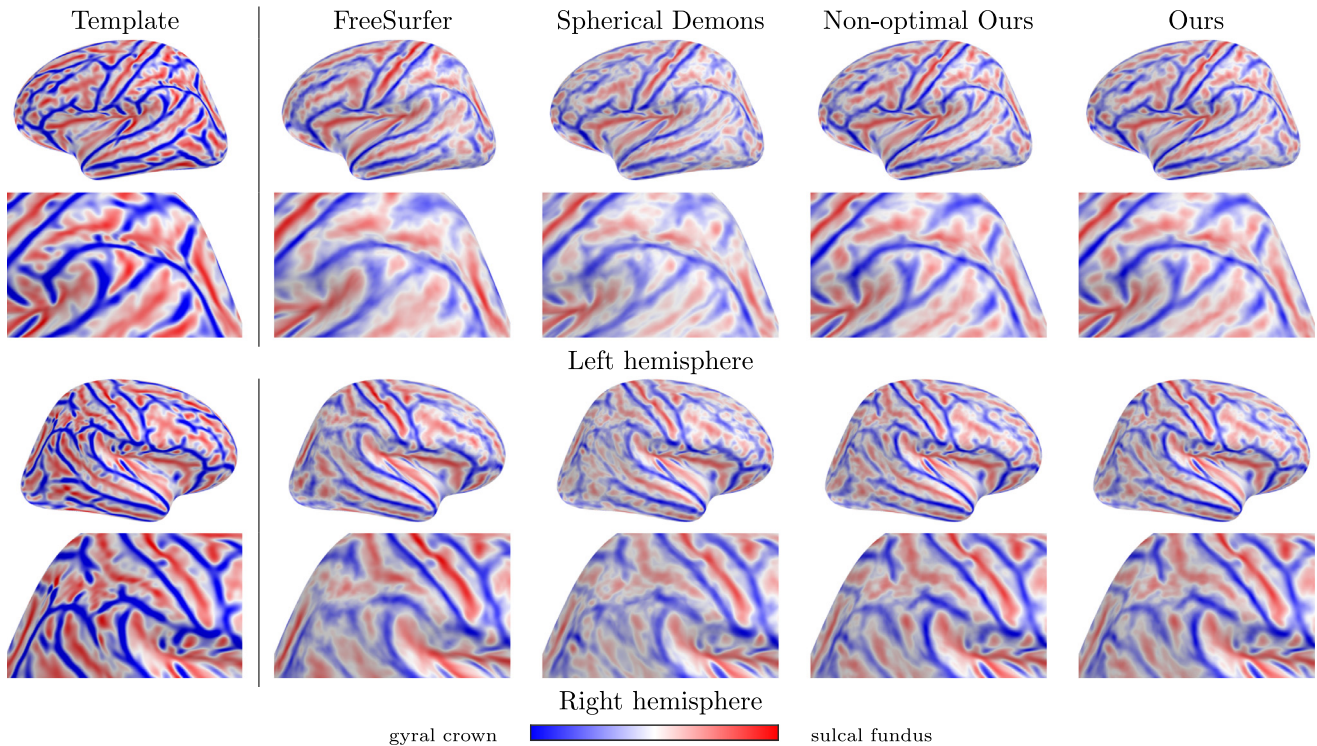 Template FreeSurfer Spherical Demons Non-optimal Ours Ours
Left hemisphere
Right hemisphere
gyral crown sulcal fundus